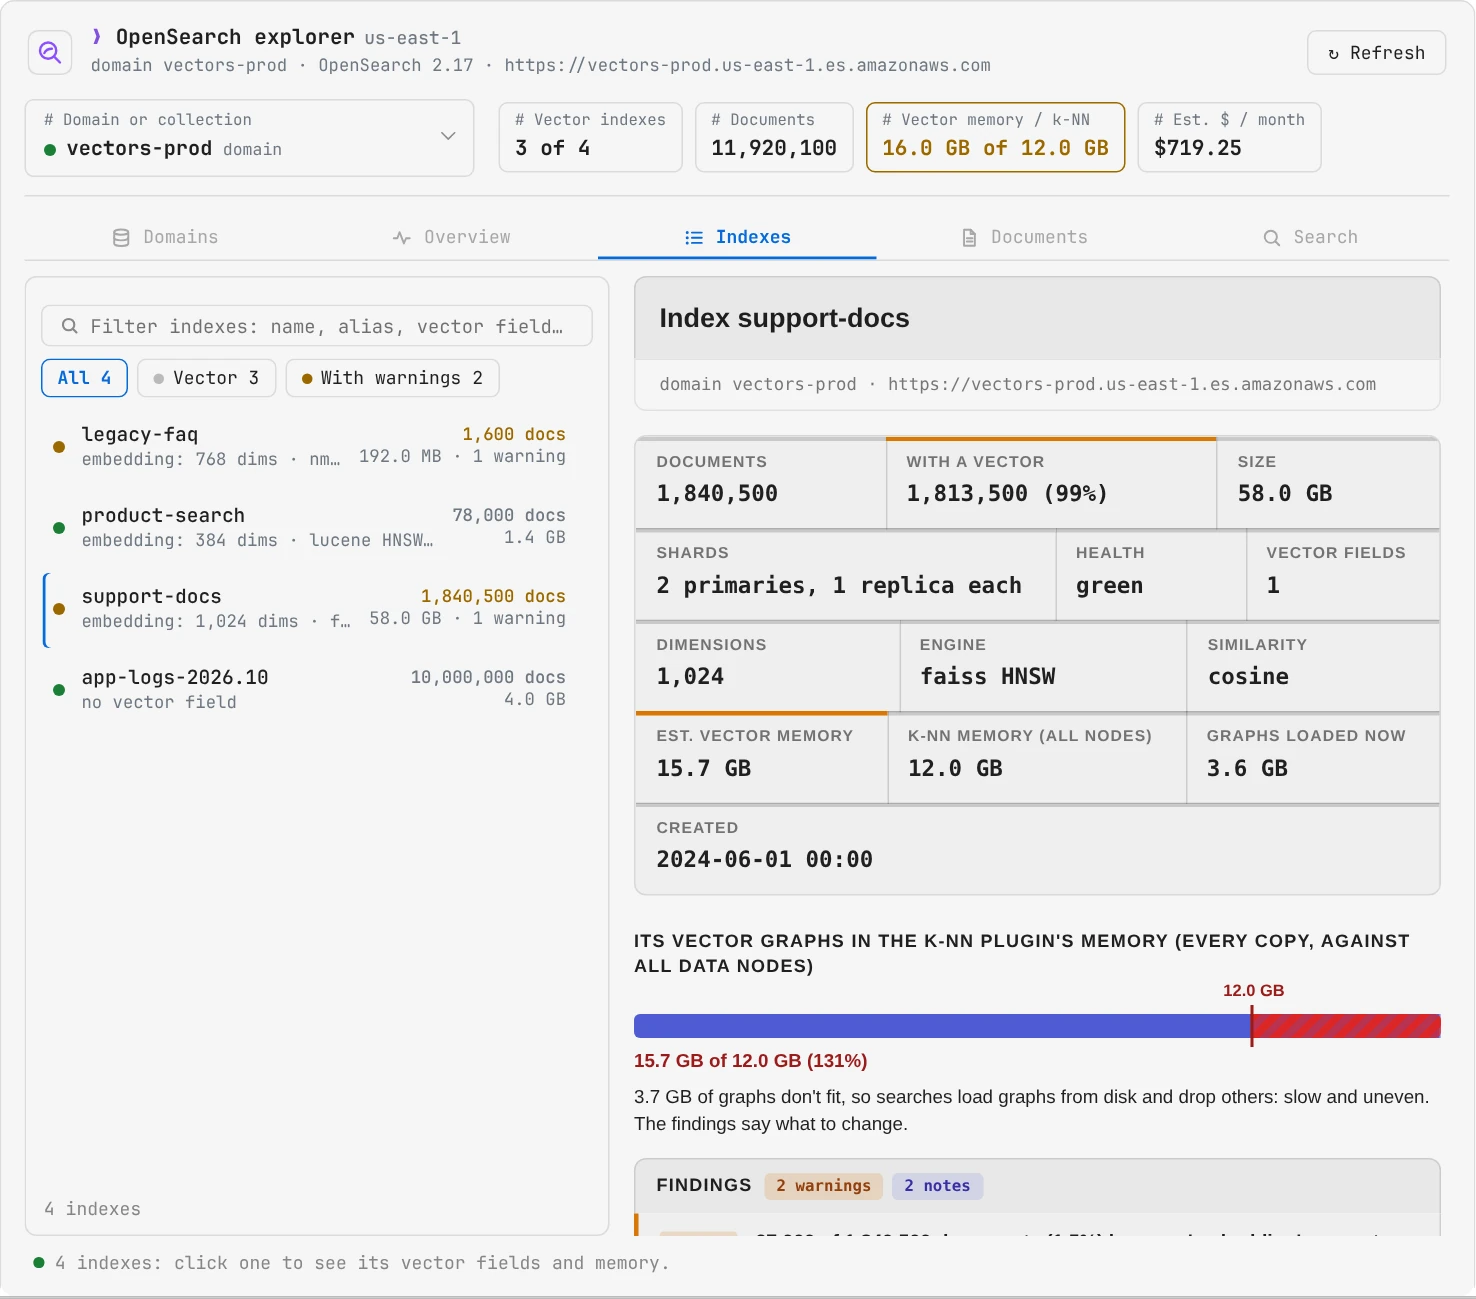 ❫ OpenSearch explorer us-east-1
domain vectors-prod · OpenSearch 2.17 · https://vectors-prod.us-east-1.es.amazonaws.com
↻ Refresh
# Domain or collection
vectors-prod domain
# Vector indexes
3 of 4
# Documents
11,920,100
# Vector memory / k-NN
16.0 GB of 12.0 GB
# Est. $ / month
$719.25
Domains
Overview
Indexes
Documents
Search
Filter indexes: name, alias, vector field…
All 4
Vector 3
With warnings 2
legacy-faq
1,600 docs
embedding: 768 dims · nm…
192.0 MB · 1 warning
product-search
78,000 docs
embedding: 384 dims · lucene HNSW…
1.4 GB
support-docs
1,840,500 docs
embedding: 1,024 dims · f…
58.0 GB · 1 warning
app-logs-2026.10
10,000,000 docs
no vector field
4.0 GB
4 indexes
Index support-docs
domain vectors-prod · https://vectors-prod.us-east-1.es.amazonaws.com
DOCUMENTS
1,840,500
WITH A VECTOR
1,813,500 (99%)
SIZE
58.0 GB
SHARDS
2 primaries, 1 replica each
HEALTH
green
VECTOR FIELDS
1
DIMENSIONS
1,024
ENGINE
faiss HNSW
SIMILARITY
cosine
EST. VECTOR MEMORY
15.7 GB
K-NN MEMORY (ALL NODES)
12.0 GB
GRAPHS LOADED NOW
3.6 GB
CREATED
2024-06-01 00:00
ITS VECTOR GRAPHS IN THE K-NN PLUGIN'S MEMORY (EVERY COPY, AGAINST
ALL DATA NODES)
12.0 GB
15.7 GB of 12.0 GB (131%)
3.7 GB of graphs don't fit, so searches load graphs from disk and drop others: slow and uneven.
The findings say what to change.
FINDINGS
2 warnings
2 notes
4 indexes: click one to see its vector fields and memory.